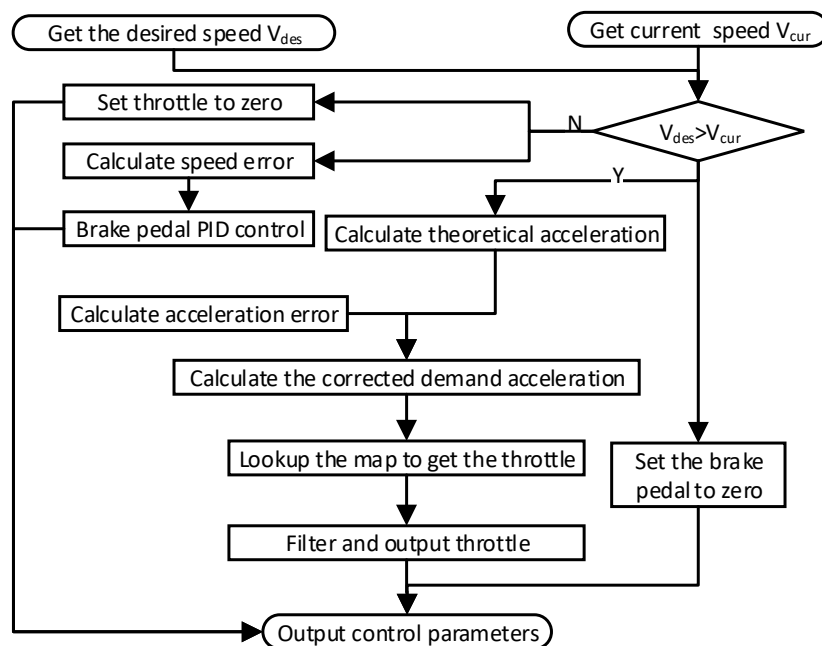 Get the desired speed V_des
Get current speed V_cur
Set throttle to zero
N
V_des>V_cur
Calculate speed error
Y
Brake pedal PID control
Calculate theoretical acceleration
Calculate acceleration error
Calculate the corrected demand acceleration
Lookup the map to get the throttle
Set the brake
pedal to zero
Filter and output throttle
Output control parameters